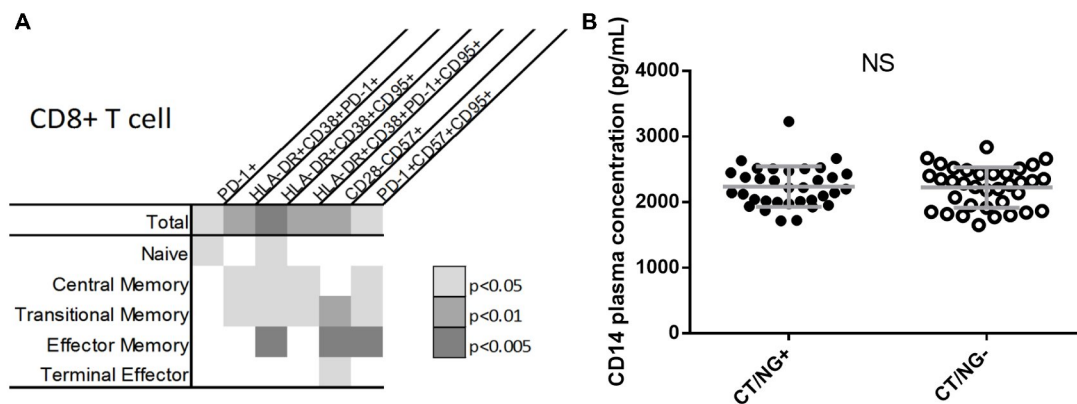 A
CD8+ T cell
PD-1+
HLA-DR+CD38+PD-1+
HLA-DR+CD38+CD95+
HLA-DR+CD38+PD-1+CD95+
CD28-CD57+
PD-1+CD57+CD95+
Total
Naive
Central Memory
Transitional Memory
Effector Memory
Terminal Effector
p<0.05
p<0.01
p<0.005
B
NS
CD14 plasma concentration (pg/mL)
4000
3000
2000
1000
0
CT/NG+
CT/NG-